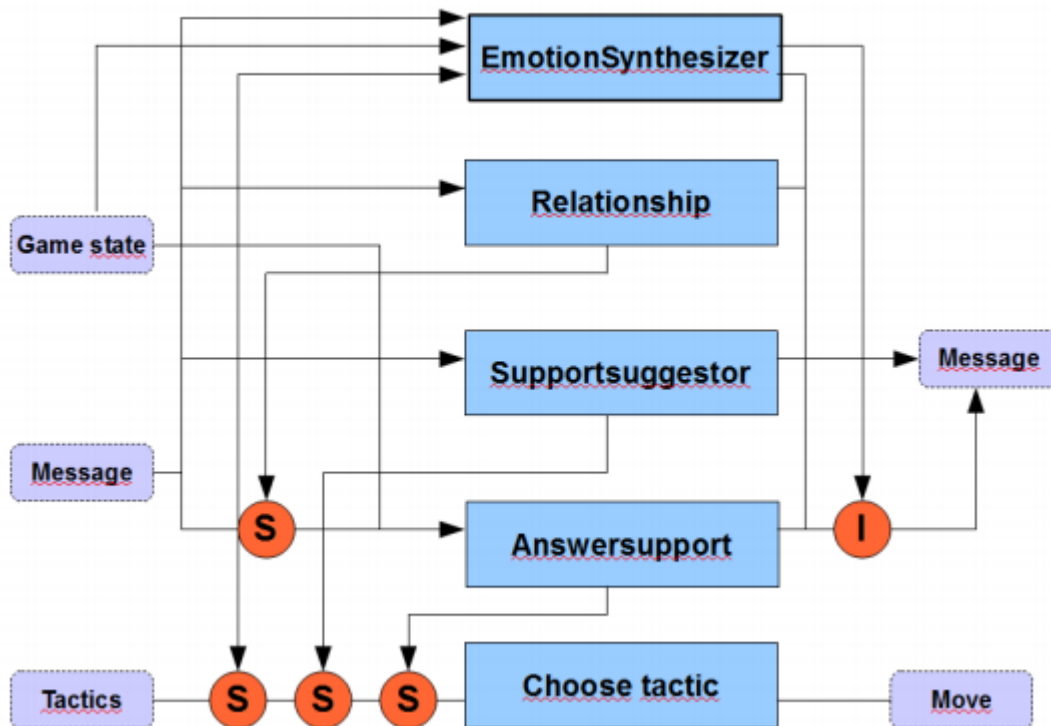 EmotionSynthesizer
Relationship
Game state
Supportsuggestor
Message
Message
S
Answersupport
I
Tactics
S
S
S
Choose tactic
Move